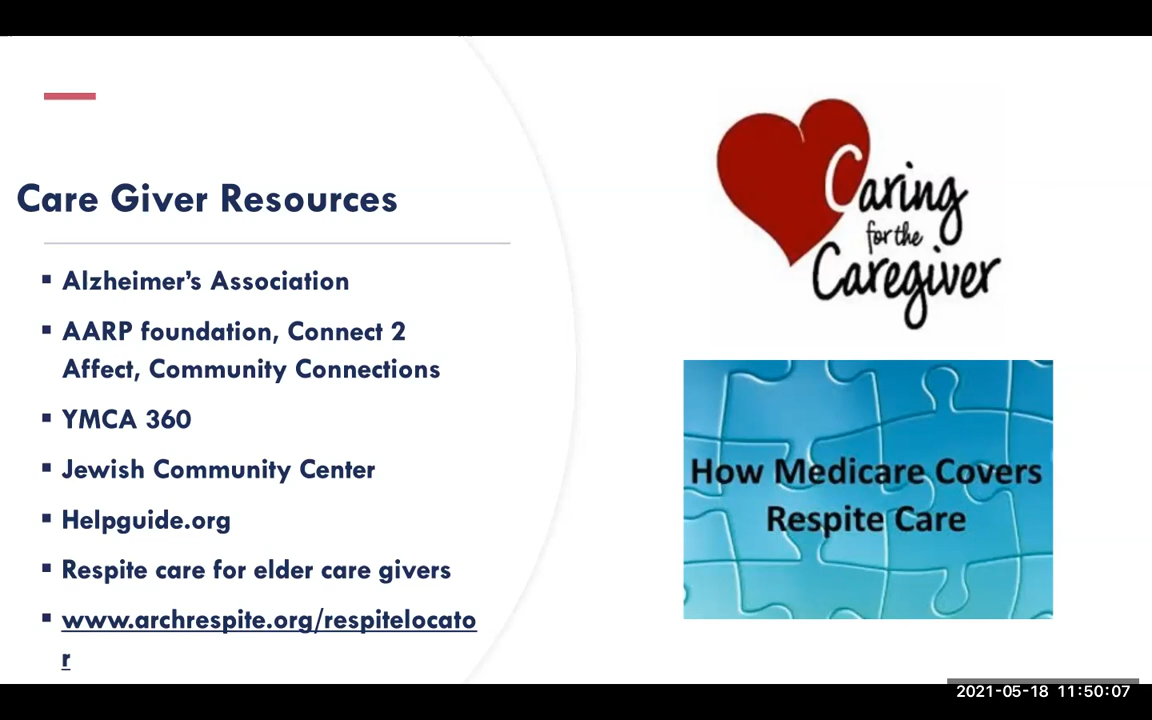 Care Giver Resources
▪ Alzheimer’s Association
▪ AARP foundation, Connect 2
Affect, Community Connections
▪ YMCA 360
▪ Jewish Community Center
▪ Helpguide.org
▪ Respite care for elder care givers
▪ www.archrespite.org/respitelocato
r
Caring
for the
Caregiver
How Medicare Covers
Respite Care
2021-05-18 11:50:07